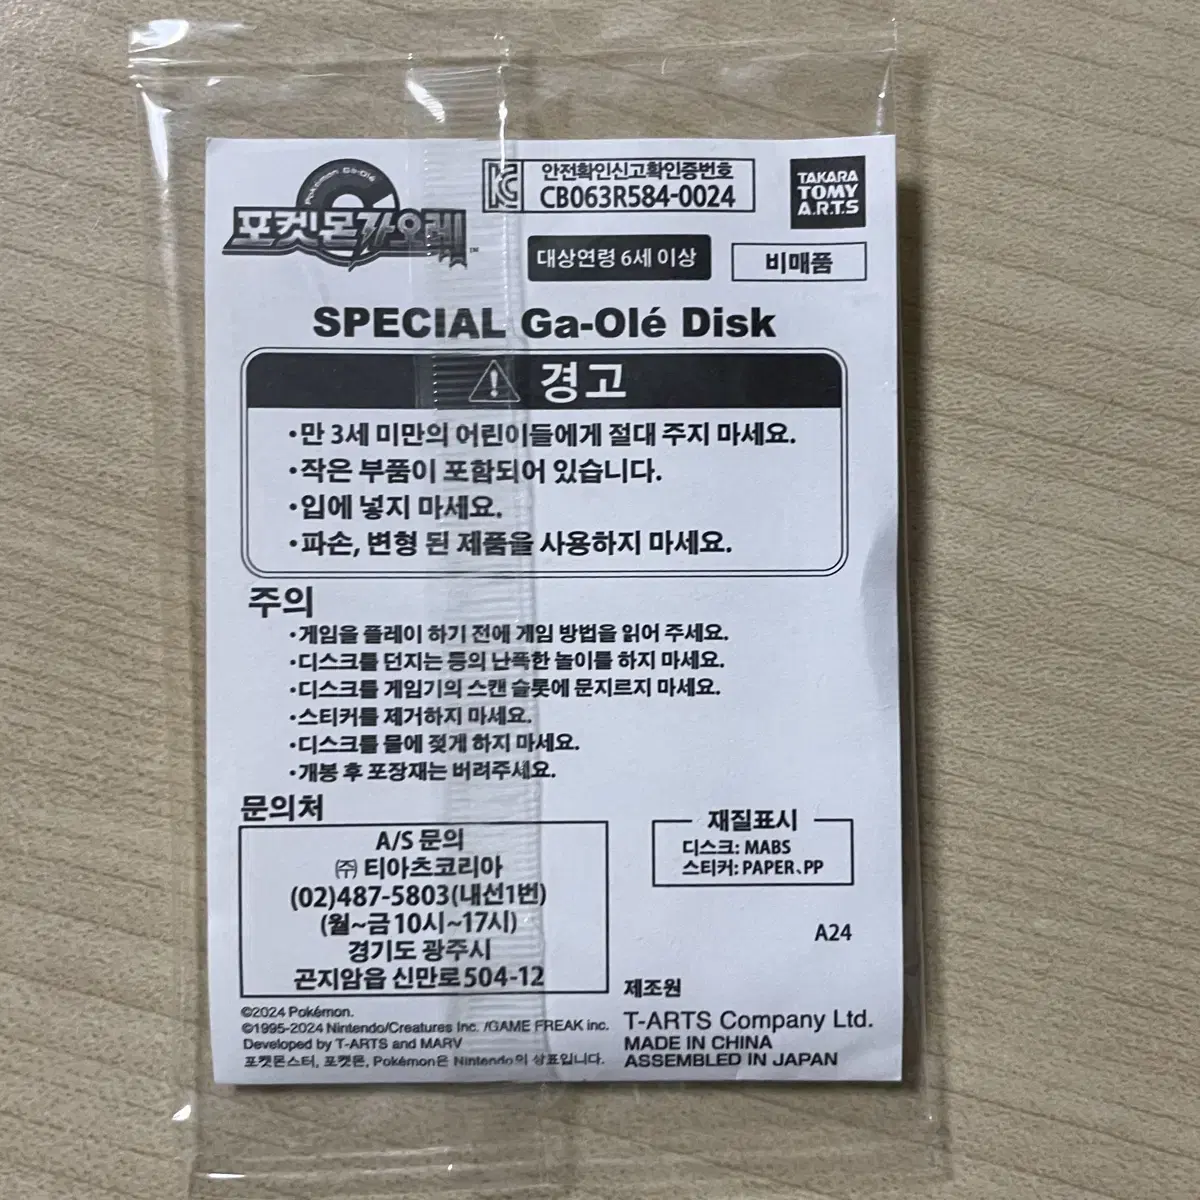 Pokémon Ga-Olé
포켓몬 가오레™
안전확인신고확인증번호
CB063R584-0024
TAKARA
TOMY
A.R.T.S
대상연령 6세 이상
비매품
SPECIAL Ga-Olé Disk
경고
•만 3세 미만의 어린이들에게 절대 주지 마세요.
•작은 부품이 포함되어 있습니다.
•입에 넣지 마세요.
•파손, 변형 된 제품을 사용하지 마세요.
주의
•게임을 플레이 하기 전에 게임 방법을 읽어 주세요.
•디스크를 던지는 등의 난폭한 놀이를 하지 마세요.
•디스크를 게임기의 스캔 슬롯에 문지르지 마세요.
•스티커를 제거하지 마세요.
•디스크를 물에 젖게 하지 마세요.
•개봉 후 포장재는 버려주세요.
문의처
A/S 문의
㈜ 티아츠코리아
(02)487-5803(내선1번)
(월~금10시~17시)
경기도 광주시
곤지암읍 신만로504-12
재질표시
디스크: MABS
스티커: PAPER、PP
A24
©2024 Pokémon.
©1995-2024 Nintendo/Creatures Inc. /GAME FREAK inc.
Developed by T-ARTS and MARV
포켓몬스터, 포켓몬, Pokémon은 Nintendo의 상표입니다.
제조원
T-ARTS Company Ltd.
MADE IN CHINA
ASSEMBLED IN JAPAN